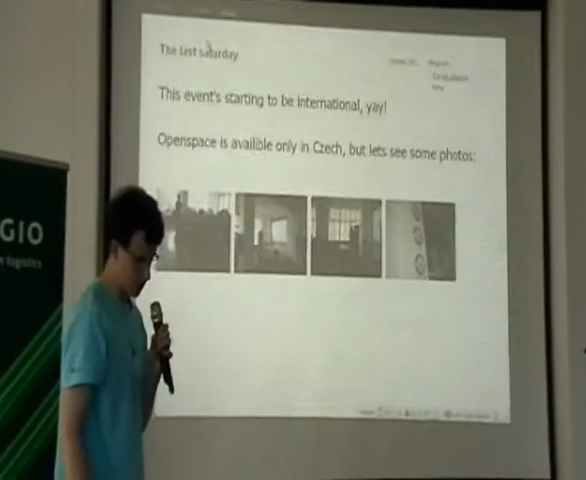 GIO
logistics
The last saturday
This event's starting to be international, yay!
Openspace is availible only in Czech, but lets see some photos: